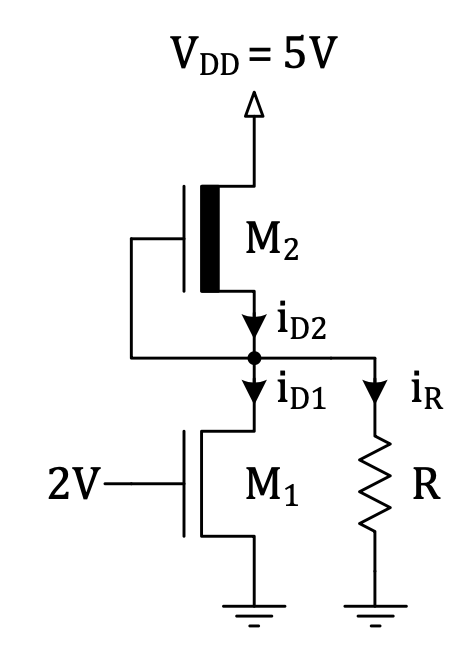 V_DD = 5V
M_2
i_D2
i_D1
i_R
2V
M_1
R